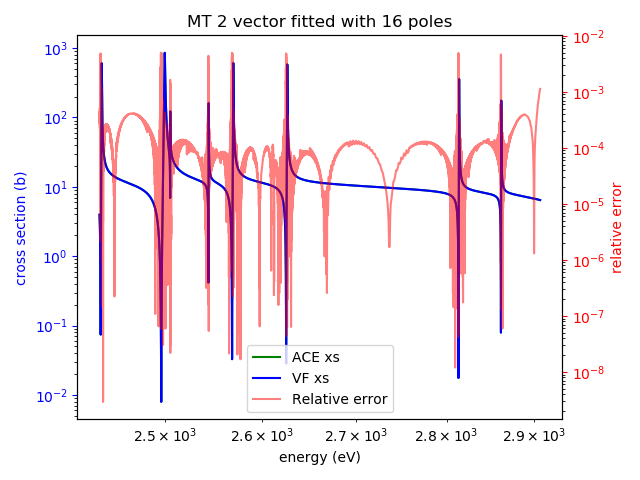 MT 2 vector fitted with 16 poles
cross section (b)
10³
10²
10¹
10⁰
10⁻¹
10⁻²
10⁻²
10⁻³
10⁻⁴
10⁻⁵
10⁻⁶
10⁻⁷
10⁻⁸
relative error
ACE xs
VF xs
Relative error
2.5 × 10³ 2.6 × 10³ 2.7 × 10³ 2.8 × 10³ 2.9 × 10³
energy (eV)